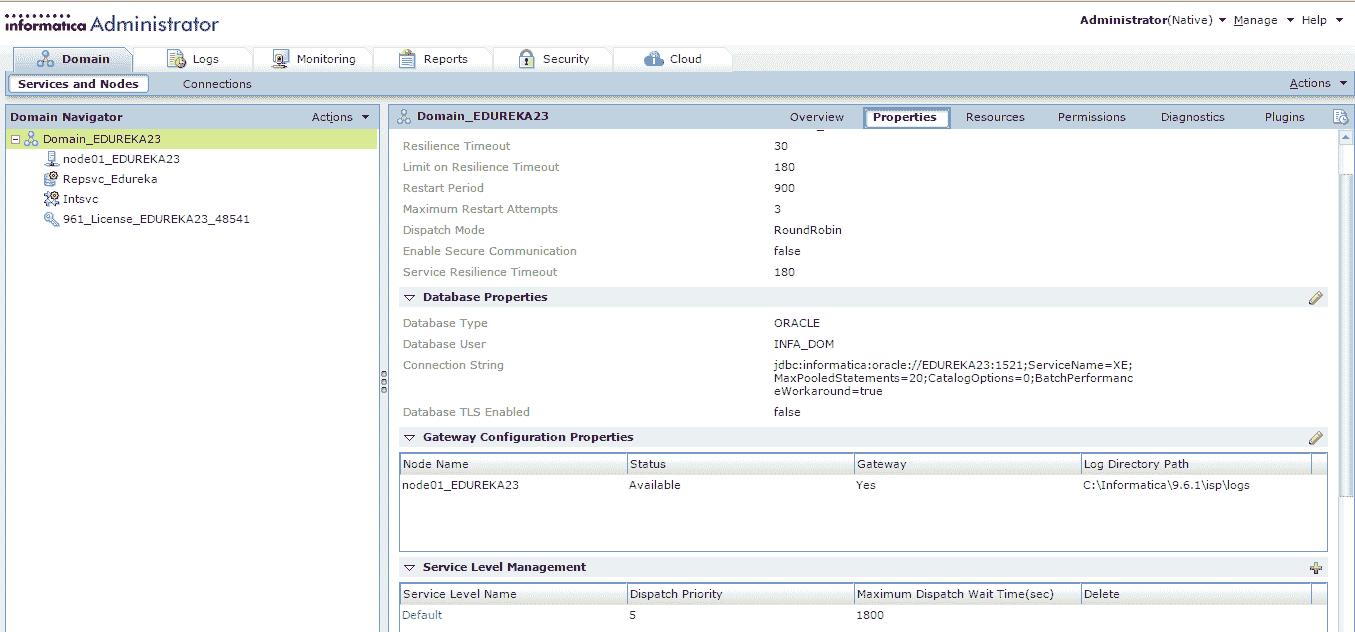 informatica Administrator
Administrator(Native) Manage Help
Domain Logs Monitoring Reports Security Cloud
Services and Nodes Connections Actions
Domain Navigator Actions
Domain_EDUREKA23
node01_EDUREKA23
Repsvc_Edureka
Intsvc
961_License_EDUREKA23_48541
Domain_EDUREKA23 Overview Properties Resources Permissions Diagnostics Plugins
Resilience Timeout 30
Limit on Resilience Timeout 180
Restart Period 900
Maximum Restart Attempts 3
Dispatch Mode RoundRobin
Enable Secure Communication false
Service Resilience Timeout 180
Database Properties
Database Type ORACLE
Database User INFA_DOM
Connection String jdbc:informatica:oracle://EDUREKA23:1521;ServiceName=XE;
MaxPooledStatements=20;CatalogOptions=0;BatchPerformanc
eWorkaround=true
Database TLS Enabled false
Gateway Configuration Properties
Node Name Status Gateway Log Directory Path
node01_EDUREKA23 Available Yes C:\Informatica\9.6.1\isp\logs
Service Level Management
Service Level Name Dispatch Priority Maximum Dispatch Wait Time(sec) Delete
Default 5 1800